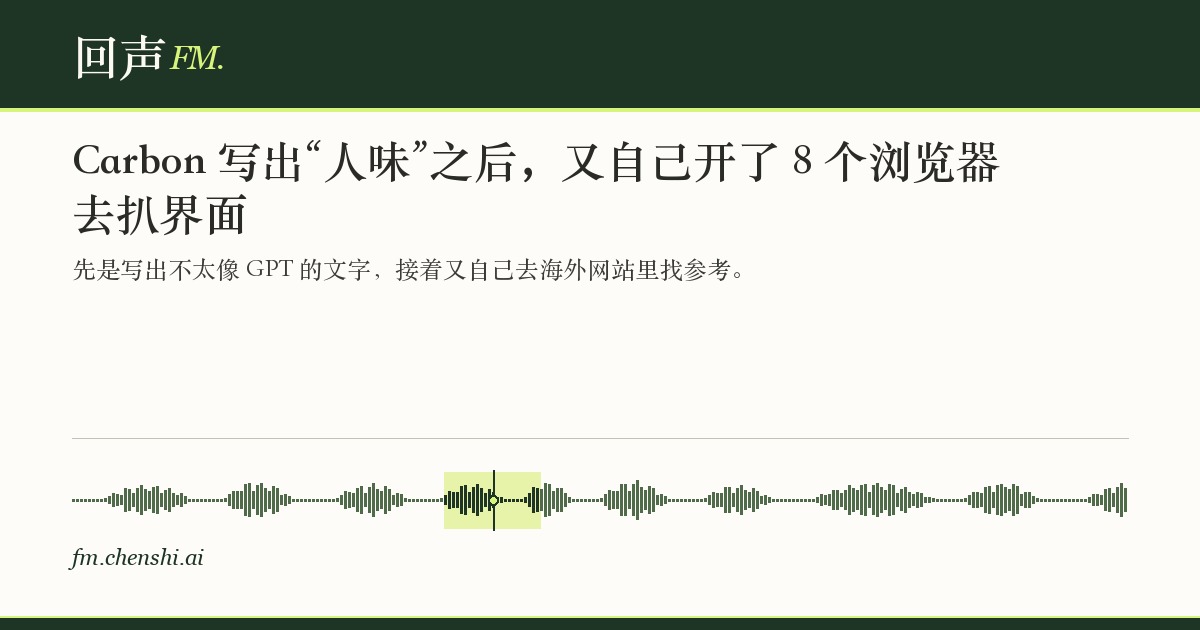 回声 FM.
Carbon 写出“人味”之后，又自己开了 8 个浏览器
去扒界面
先是写出不太像 GPT 的文字，接着又自己去海外网站里找参考。
fm.chenshi.ai